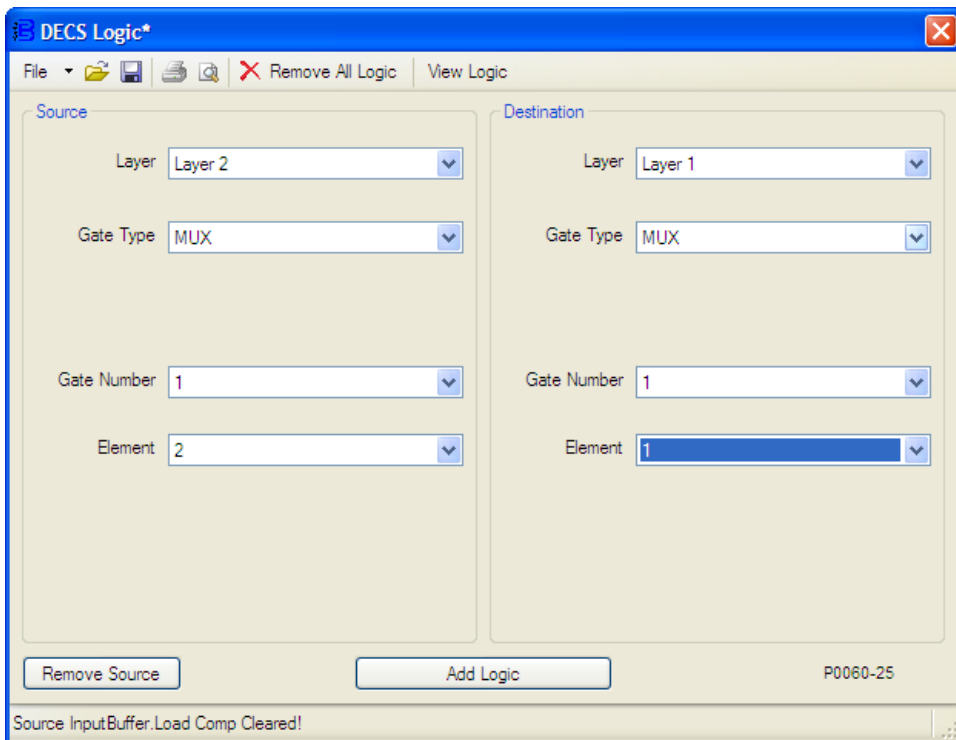 DECS Logic*
File Remove All Logic View Logic
Source
Layer Layer 2
Gate Type MUX
Gate Number 1
Element 2
Destination
Layer Layer 1
Gate Type MUX
Gate Number 1
Element 1
Remove Source Add Logic P0060-25
Source InputBuffer.Load Comp Cleared!